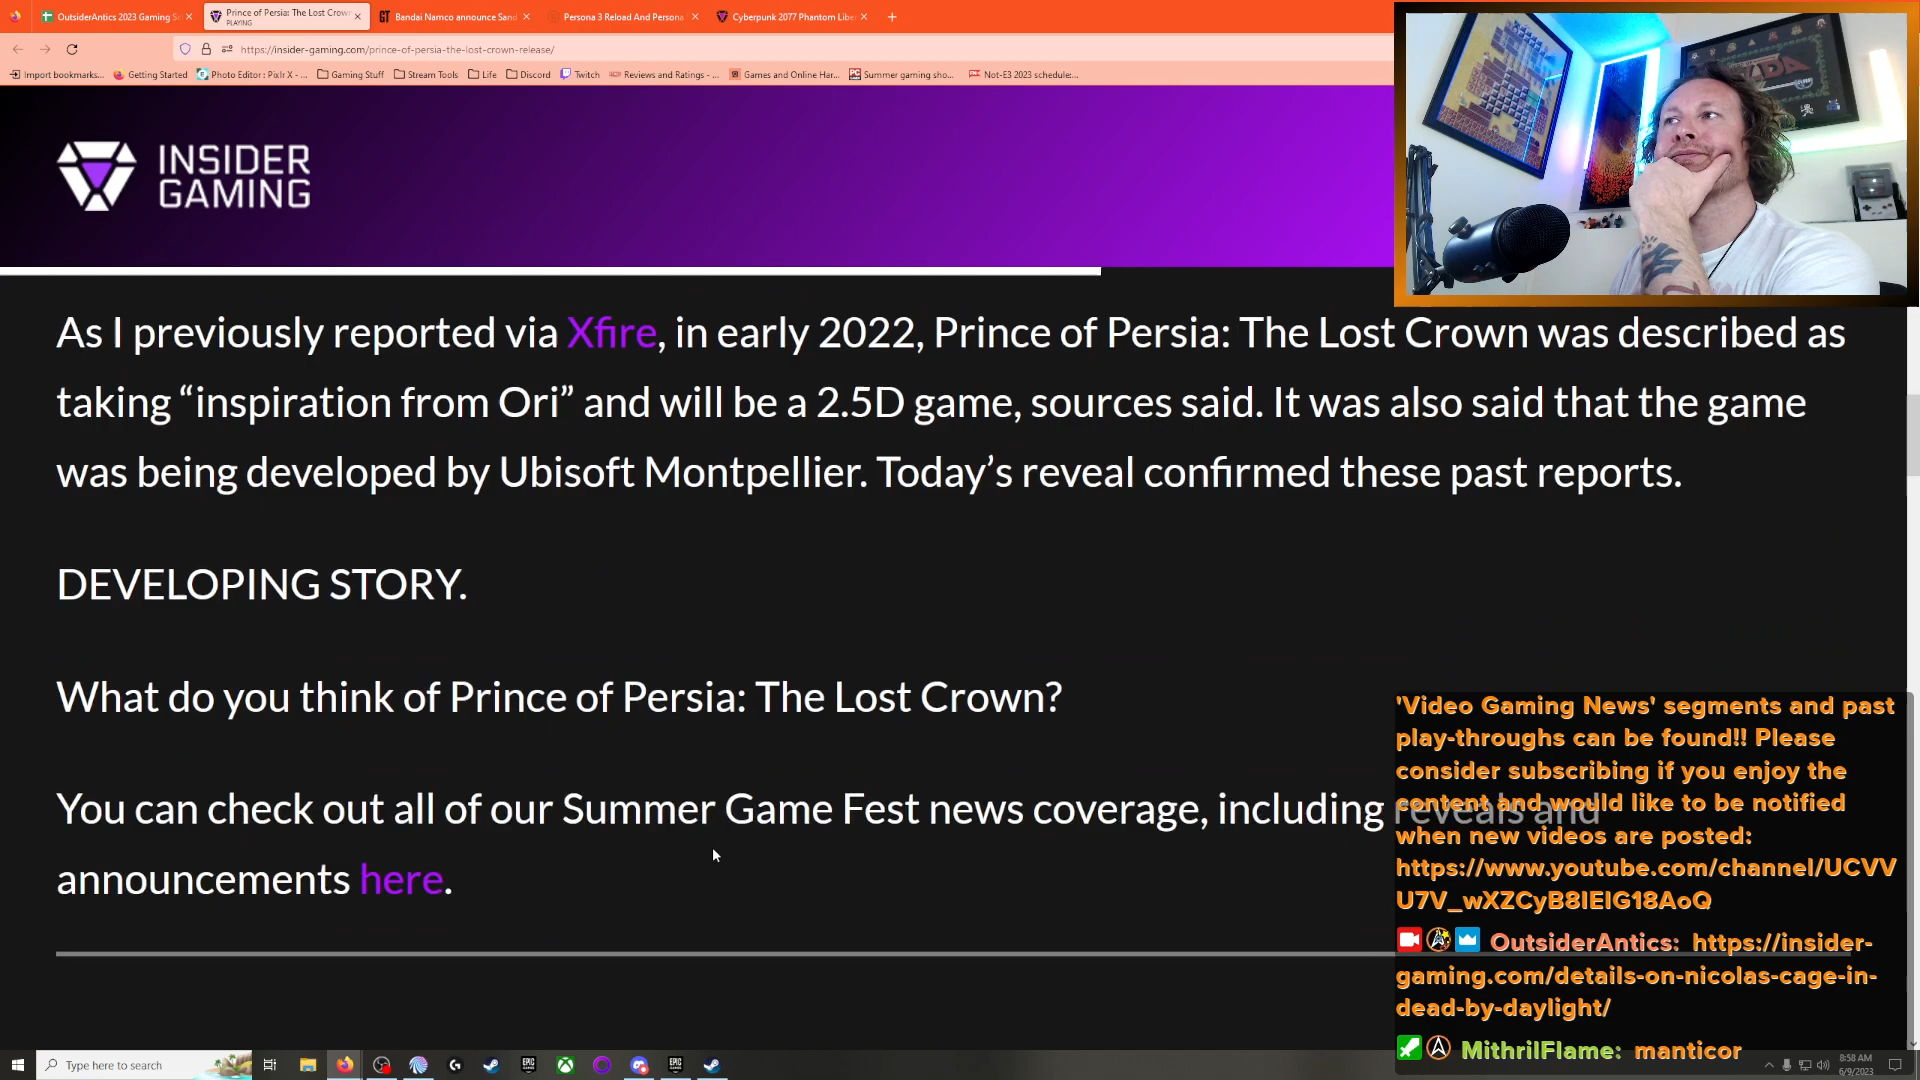 OutsiderAntics 2023 Gaming Sc
Prince of Persia: The Lost Crown
PLAYING
Bandai Namco announce Sand
Persona 3 Reload And Persona
Cyberpunk 2077 Phantom Libe
https://insider-gaming.com/prince-of-persia-the-lost-crown-release/
Import bookmarks...
Getting Started
Photo Editor : Pixlr X - ...
Gaming Stuff
Stream Tools
Life
Discord
Twitch
Reviews and Ratings - ...
Games and Online Har...
Summer gaming sho...
Not-E3 2023 schedule:...
INSIDER
GAMING
As I previously reported via Xfire, in early 2022, Prince of Persia: The Lost Crown was described as
taking “inspiration from Ori” and will be a 2.5D game, sources said. It was also said that the game
was being developed by Ubisoft Montpellier. Today’s reveal confirmed these past reports.
DEVELOPING STORY.
What do you think of Prince of Persia: The Lost Crown?
You can check out all of our Summer Game Fest news coverage, including reveals and
announcements here.
'Video Gaming News' segments and past
play-throughs can be found!! Please
consider subscribing if you enjoy the
content and would like to be notified
when new videos are posted:
https://www.youtube.com/channel/UCVV
U7V_wXZCyB8IEIG18AoQ
OutsiderAntics: https://insider-
gaming.com/details-on-nicolas-cage-in-
dead-by-daylight/
MithrilFlame: manticor
Type here to search
8:58 AM
6/9/2023